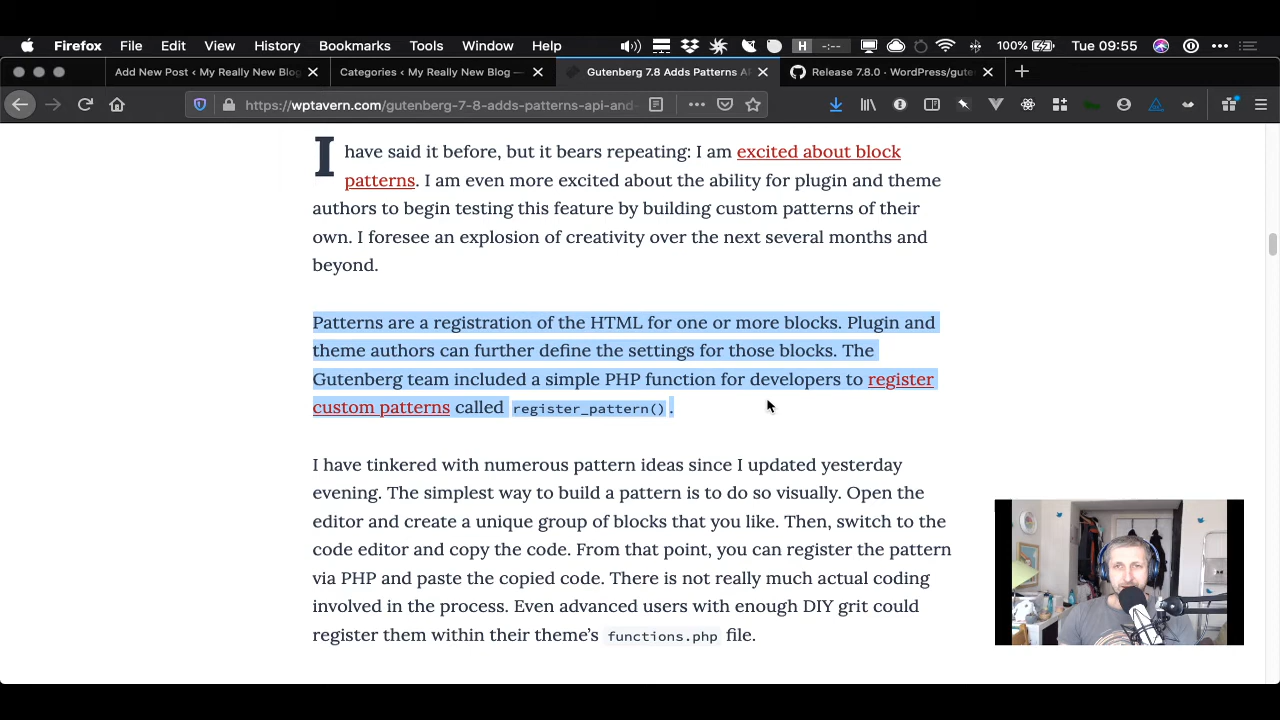 Firefox File Edit View History Bookmarks Tools Window Help H -:-- 100% Tue 09:55
Add New Post ‹ My Really New Blog
Categories ‹ My Really New Blog —
Gutenberg 7.8 Adds Patterns AP
Release 7.8.0 · WordPress/gute
https://wptavern.com/gutenberg-7-8-adds-patterns-api-and-
I have said it before, but it bears repeating: I am excited about block
patterns. I am even more excited about the ability for plugin and theme
authors to begin testing this feature by building custom patterns of their
own. I foresee an explosion of creativity over the next several months and
beyond.
Patterns are a registration of the HTML for one or more blocks. Plugin and
theme authors can further define the settings for those blocks. The
Gutenberg team included a simple PHP function for developers to register
custom patterns called register_pattern().
I have tinkered with numerous pattern ideas since I updated yesterday
evening. The simplest way to build a pattern is to do so visually. Open the
editor and create a unique group of blocks that you like. Then, switch to the
code editor and copy the code. From that point, you can register the pattern
via PHP and paste the copied code. There is not really much actual coding
involved in the process. Even advanced users with enough DIY grit could
register them within their theme’s functions.php file.